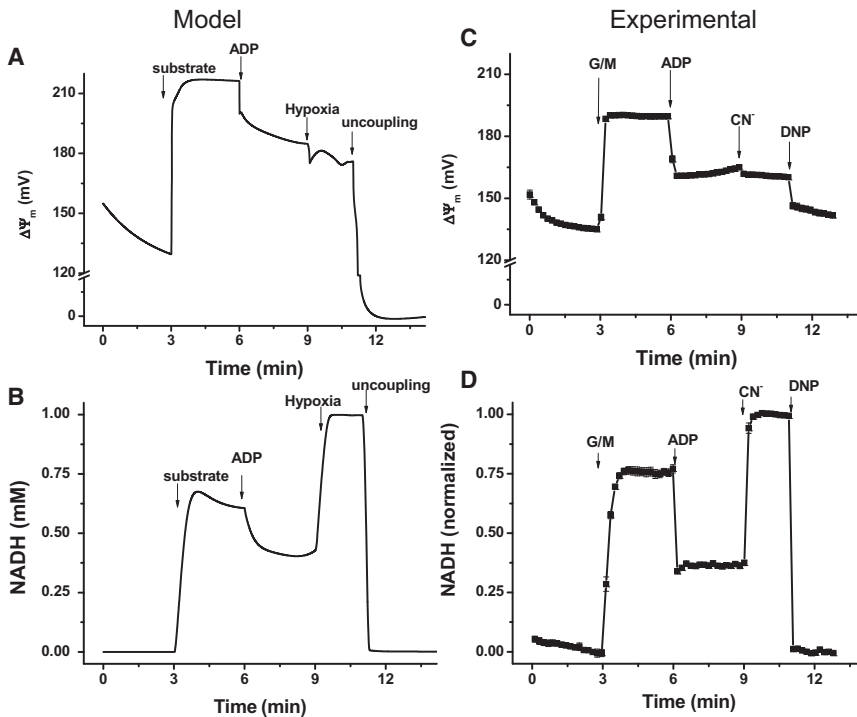 Model
Experimental
A
substrate
ADP
Hypoxia
uncoupling
210
180
150
120
0
ΔΨm (mV)
0 3 6 9 12
Time (min)
C
G/M
ADP
CN-
DNP
210
190
150
120
0
ΔΨm (mV)
0 3 6 9 12
Time (min)
B
substrate
ADP
Hypoxia
uncoupling
1.00
0.75
0.50
0.25
0.00
NADH (mM)
0 3 6 9 12
Time (min)
D
G/M
ADP
CN-
DNP
1.00
0.75
0.50
0.25
0.00
NADH (normalized)
0 3 6 9 12
Time (min)